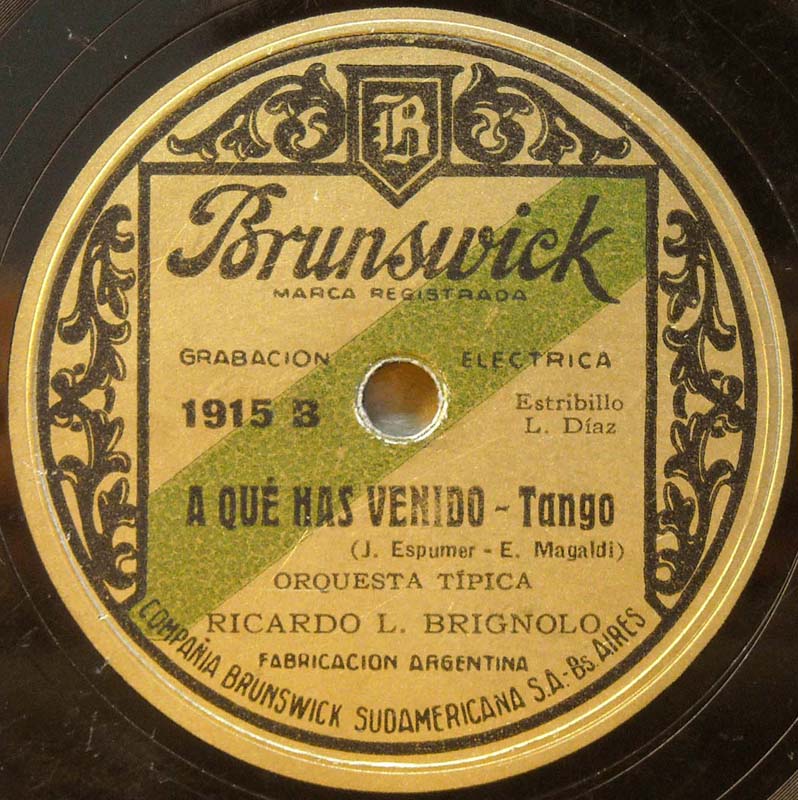 B
Brunswick
MARCA REGISTRADA
GRABACION ELECTRICA
1915 B
Estribillo
L. Díaz
A QUÉ HAS VENIDO - Tango
(J. Espumer - E. Magaldi)
ORQUESTA TÍPICA
RICARDO L. BRIGNOLO
FABRICACION ARGENTINA
COMPAÑIA BRUNSWICK SUDAMERICANA S.A.-Bs. AIRES